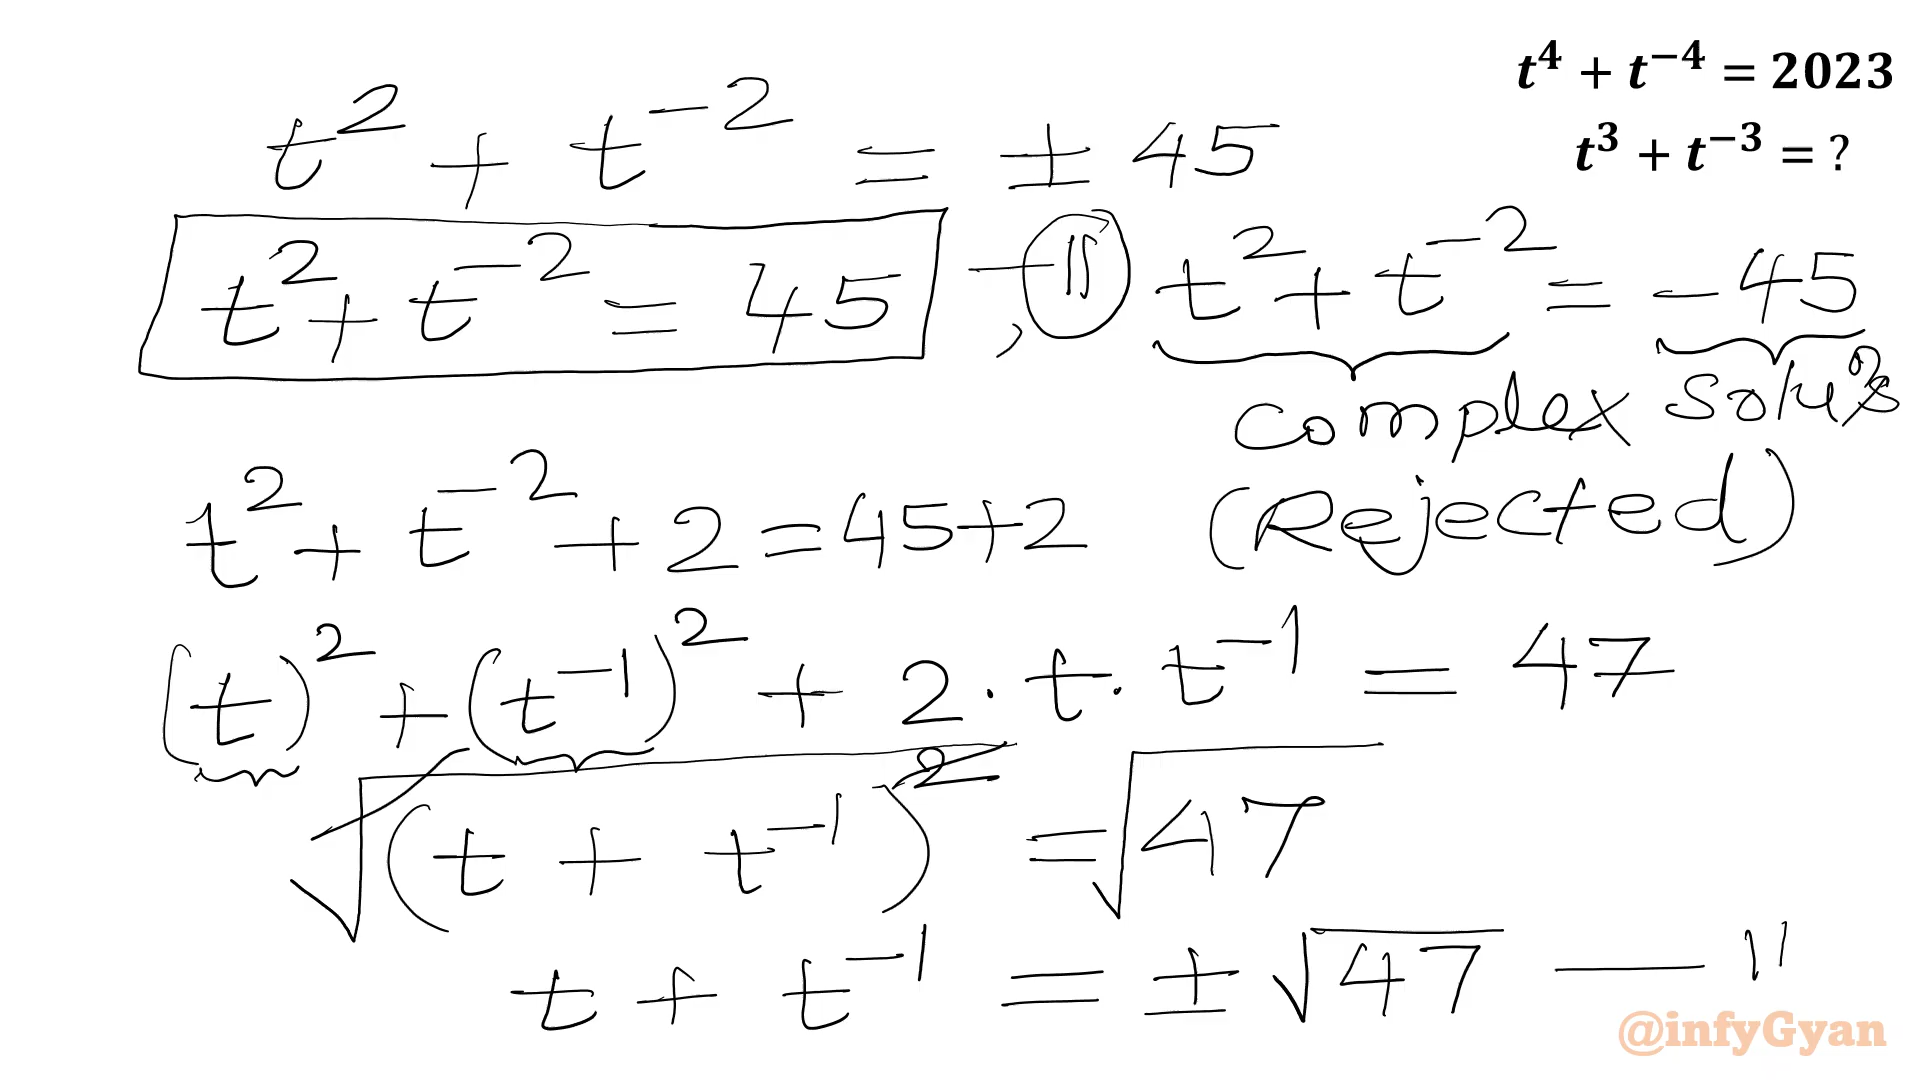 t⁴ + t⁻⁴ = 2023
t³ + t⁻³ = ?
t² + t⁻² = ± 45
t² + t⁻² = 45 — II , t² + t⁻² = - 45
complex soluⁿs
(Rejected)
t² + t⁻² + 2 = 45+2
(t)² + (t⁻¹)² + 2 · t · t⁻¹ = 47
√(t + t⁻¹)² = √47
t + t⁻¹ = ± √47 — 11
@infyGyan